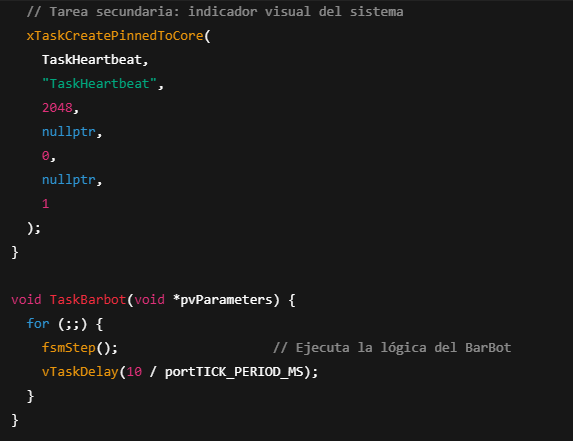 // Tarea secundaria: indicador visual del sistema
xTaskCreatePinnedToCore(
TaskHeartbeat,
"TaskHeartbeat",
2048,
nullptr,
0,
nullptr,
1
);
}
void TaskBarbot(void *pvParameters) {
for (;;) {
fsmStep(); // Ejecuta la lógica del BarBot
vTaskDelay(10 / portTICK_PERIOD_MS);
}
}